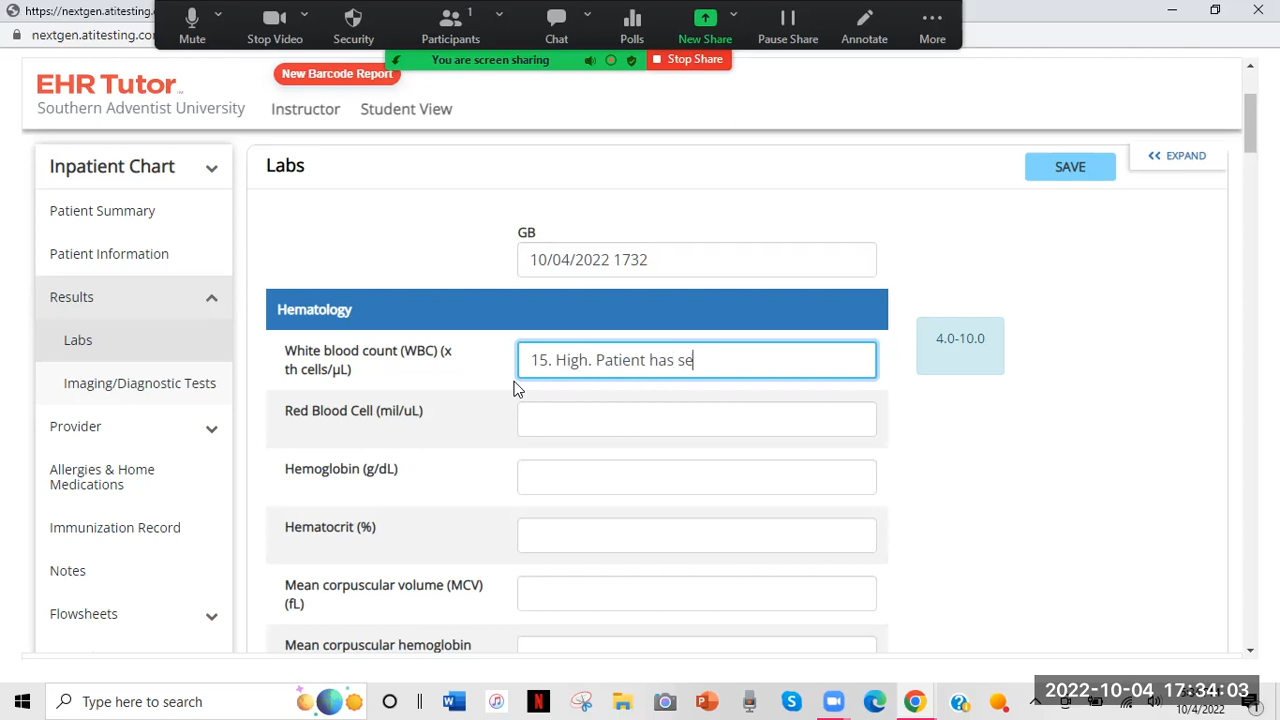 https://nextgen.atitesting
nextgen.atitesting.co
Mute
Stop Video
Security
1
Participants
Chat
Polls
New Share
Pause Share
Annotate
More
You are screen sharing
Stop Share
EHR Tutor
Southern Adventist University
New Barcode Report
Instructor
Student View
Inpatient Chart
Patient Summary
Patient Information
Results
Labs
Imaging/Diagnostic Tests
Provider
Allergies & Home
Medications
Immunization Record
Notes
Flowsheets
Labs
SAVE
EXPAND
GB
10/04/2022 1732
Hematology
White blood count (WBC) (x
th cells/µL)
15. High. Patient has se
4.0-10.0
Red Blood Cell (mil/uL)
Hemoglobin (g/dL)
Hematocrit (%)
Mean corpuscular volume (MCV)
(fL)
Mean corpuscular hemoglobin
Type here to search
2022-10-04 17:34:03
10/4/2022